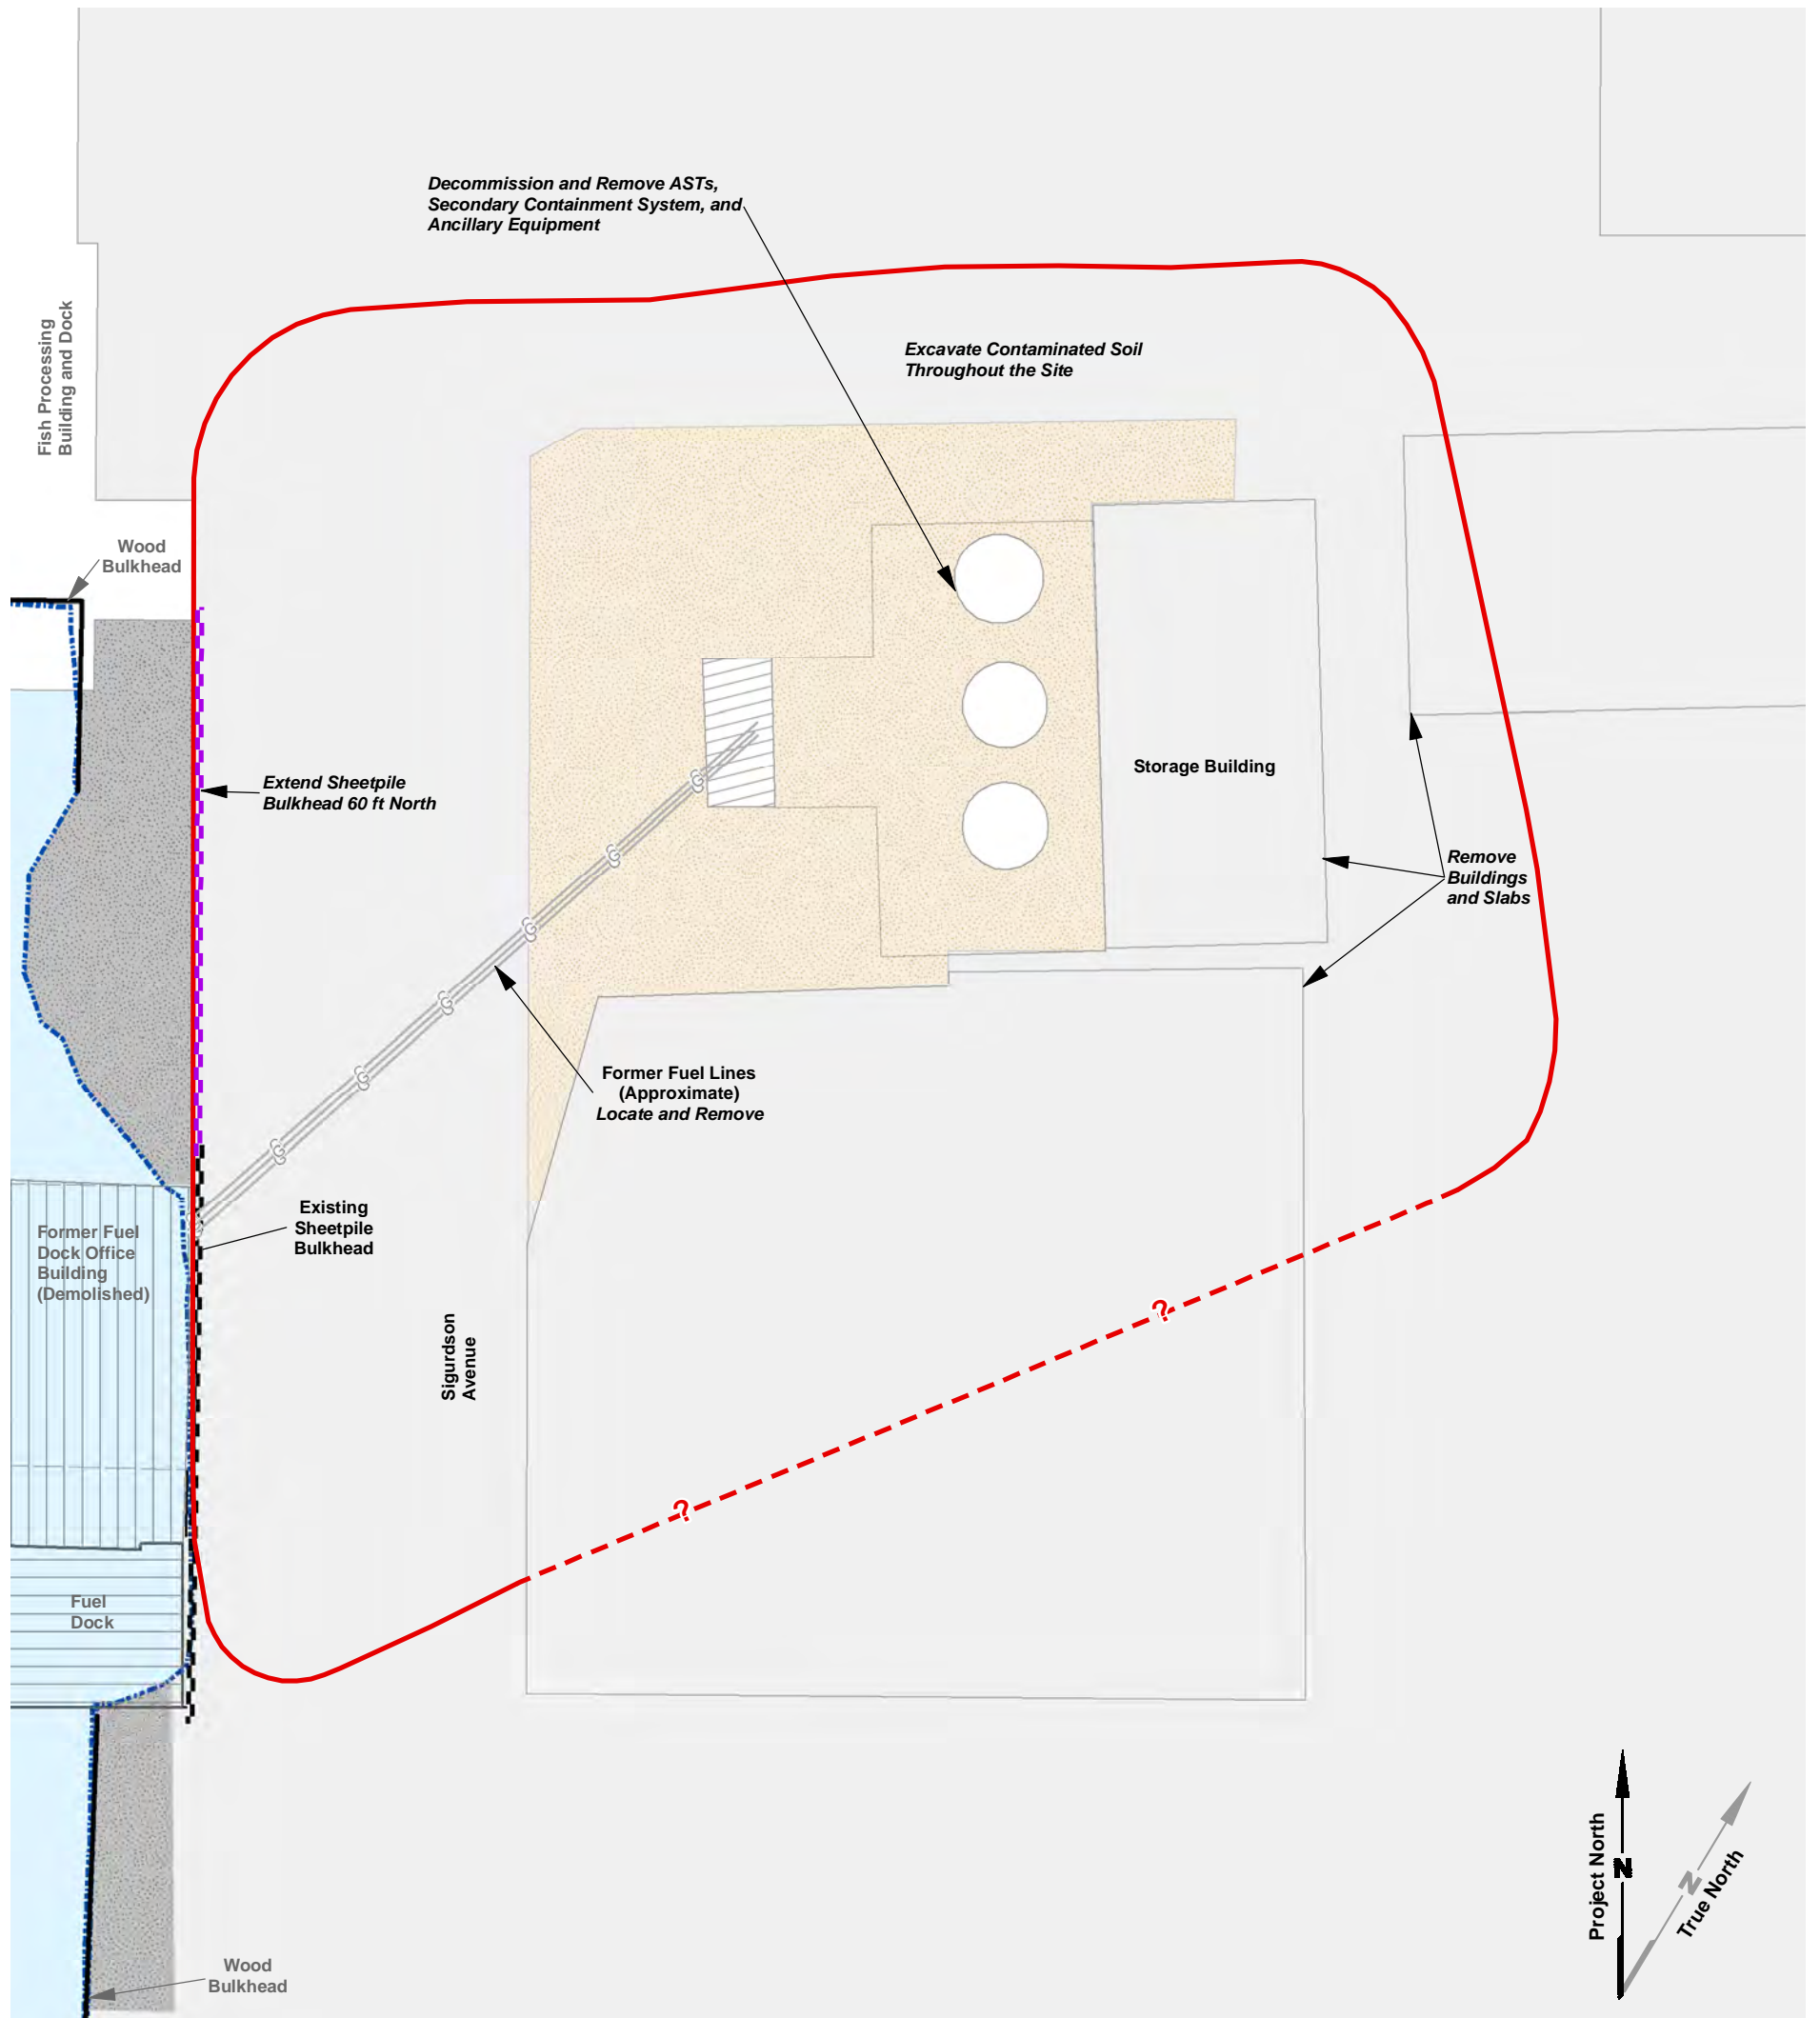 Decommission and Remove ASTs,
Secondary Containment System, and
Ancillary Equipment
Fish Processing
Building and Dock
Excavate Contaminated Soil
Throughout the Site
Wood
Bulkhead
Extend Sheetpile
Bulkhead 60 ft North
Storage Building
Remove
Buildings
and Slabs
G
G
G
G
G
G
G
G
G
G
G
G
Former Fuel Lines
(Approximate)
Locate and Remove
Existing
Sheetpile
Bulkhead
Former Fuel
Dock Office
Building
(Demolished)
Sigurdson
Avenue
?
?
Fuel
Dock
Project North
N
N
True North
Wood
Bulkhead